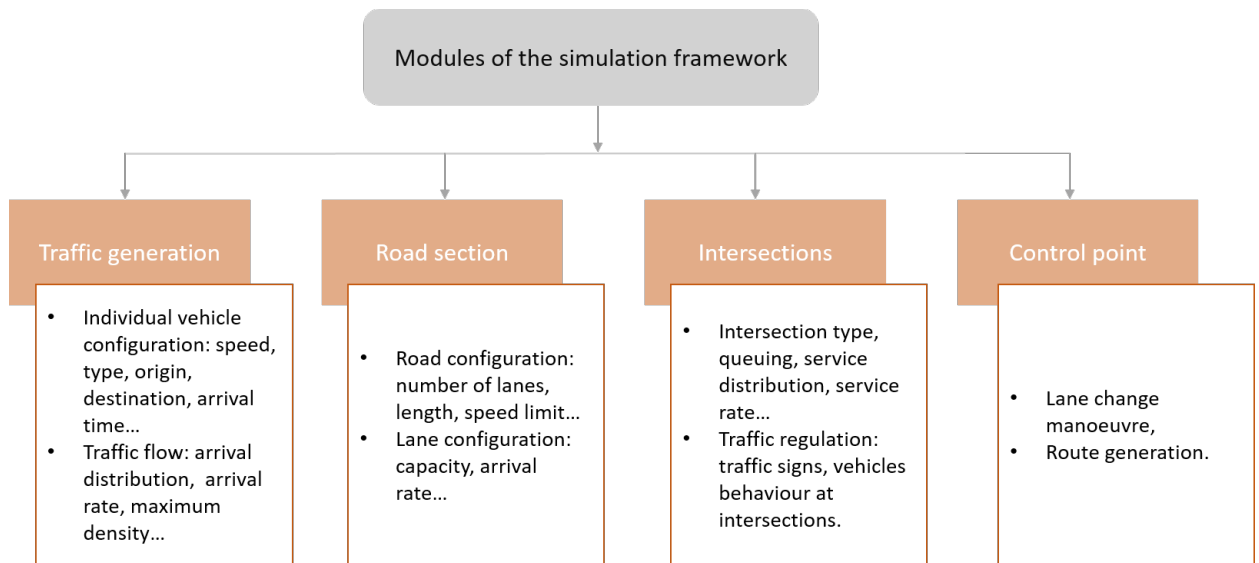 Modules of the simulation framework
Traffic generation
• Individual vehicle
configuration: speed,
type, origin,
destination, arrival
time...
• Traffic flow: arrival
distribution, arrival
rate, maximum
density...
Road section
• Road configuration:
number of lanes,
length, speed limit...
• Lane configuration:
capacity, arrival
rate...
Intersections
• Intersection type,
queuing, service
distribution, service
rate...
• Traffic regulation:
traffic signs, vehicles
behaviour at
intersections.
Control point
• Lane change
manoeuvre,
• Route generation.